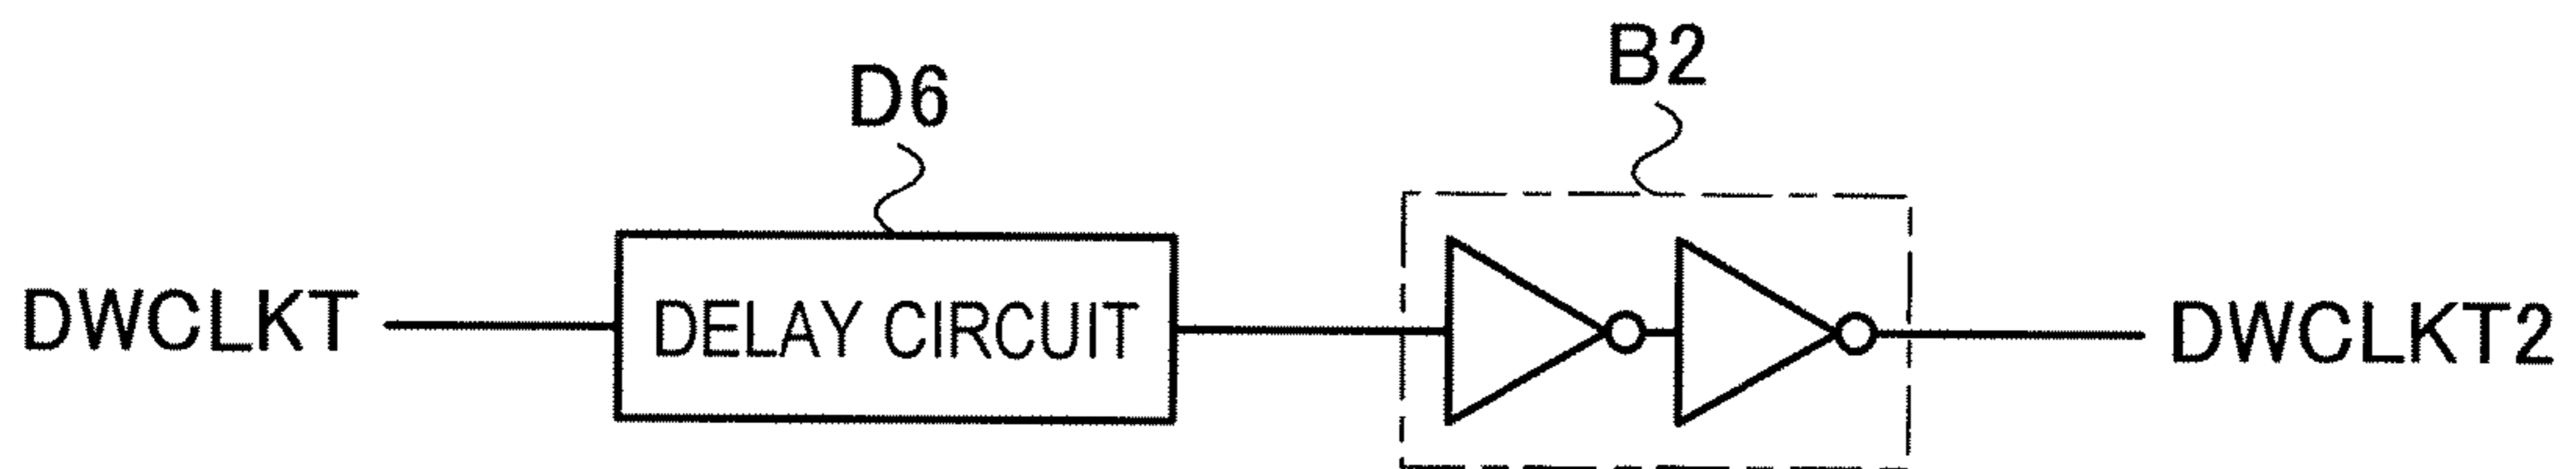 B2
D6
DWCLKT
DELAY CIRCUIT
DWCLKT2